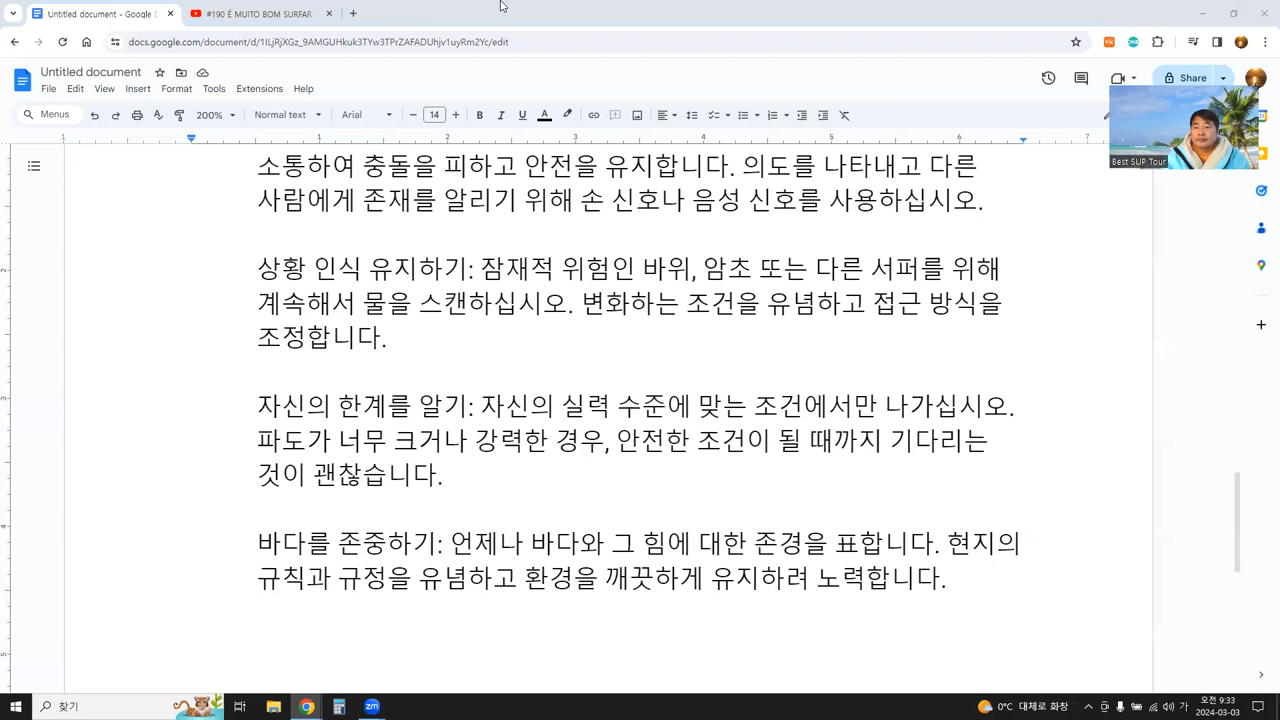 Untitled document - Google D
#190 É MUITO BOM SURFAR
docs.google.com/document/d/1ILjRjXGz_9AMGUHkuk3TYw3TPrZAFADUhjv1uyRm2Yc/edit
Untitled document
File Edit View Insert Format Tools Extensions Help
Share
Menus 200% Normal text Arial 14
1 1 2 3 4 5 6 7
Best SUP Tour
소통하여 충돌을 피하고 안전을 유지합니다. 의도를 나타내고 다른
사람에게 존재를 알리기 위해 손 신호나 음성 신호를 사용하십시오.
상황 인식 유지하기: 잠재적 위험인 바위, 암초 또는 다른 서퍼를 위해
계속해서 물을 스캔하십시오. 변화하는 조건을 유념하고 접근 방식을
조정합니다.
자신의 한계를 알기: 자신의 실력 수준에 맞는 조건에서만 나가십시오.
파도가 너무 크거나 강력한 경우, 안전한 조건이 될 때까지 기다리는
것이 괜찮습니다.
바다를 존중하기: 언제나 바다와 그 힘에 대한 존경을 표합니다. 현지의
규칙과 규정을 유념하고 환경을 깨끗하게 유지하려 노력합니다.
2
3
4
5
찾기
zm
0°C 대체로 화창
가
오전 9:33
2024-03-03